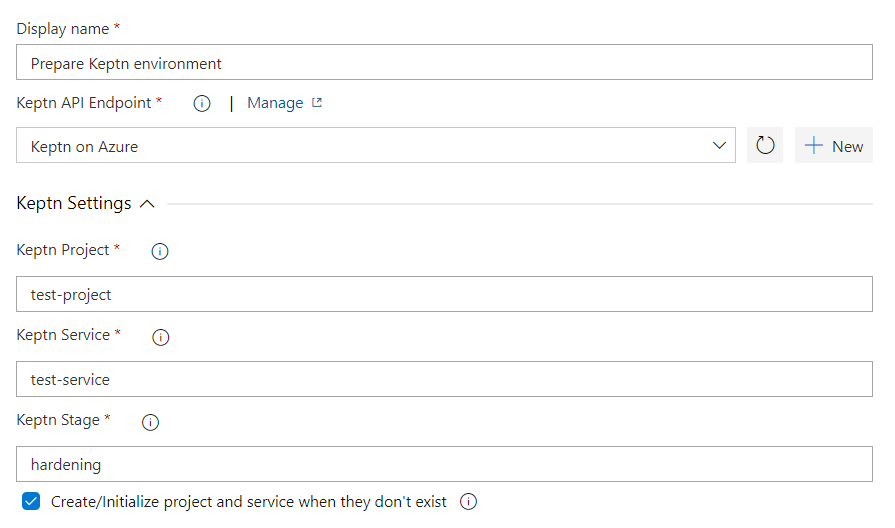 Display name *
Prepare Keptn environment
Keptn API Endpoint * | Manage
Keptn on Azure New
Keptn Settings
Keptn Project *
test-project
Keptn Service *
test-service
Keptn Stage *
hardening
Create/Initialize project and service when they don't exist